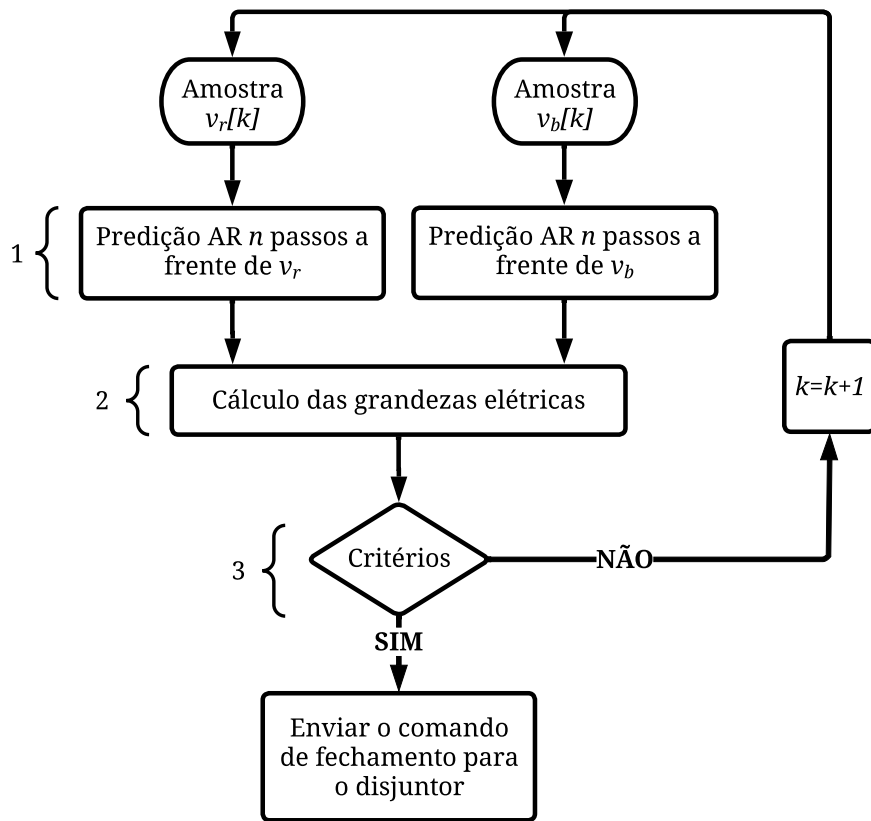 Amostra
v_r[k]
Amostra
v_b[k]
1
Predição AR n passos a
frente de v_r
Predição AR n passos a
frente de v_b
2
Cálculo das grandezas elétricas
k=k+1
3
Critérios
NÃO
SIM
Enviar o comando
de fechamento para
o disjuntor